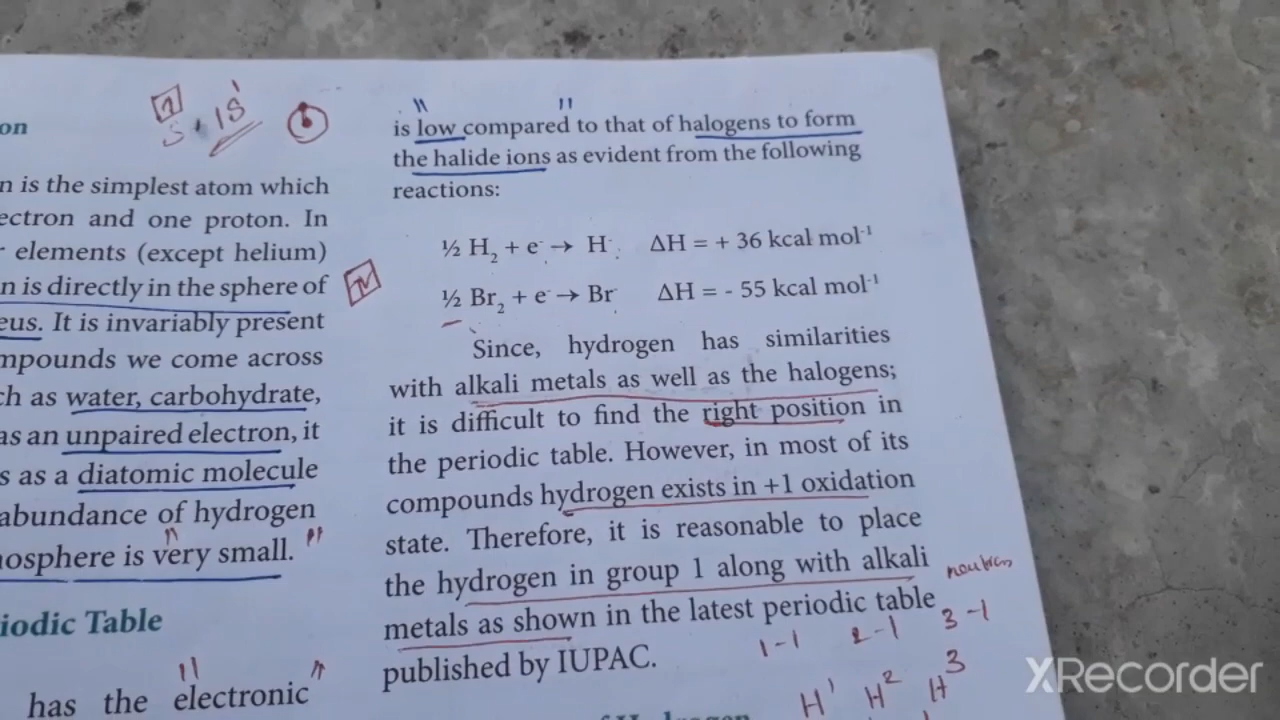 on
n is the simplest atom which
ectron and one proton. In
r elements (except helium)
n is directly in the sphere of
eus. It is invariably present
mpounds we come across
ch as water, carbohydrate,
as an unpaired electron, it
s as a diatomic molecule
abundance of hydrogen
nosphere is very small.
iodic Table
has the electronic
1S¹
is low compared to that of halogens to form
the halide ions as evident from the following
reactions:
½ H₂ + e⁻ → H⁻ ΔH = + 36 kcal mol⁻¹
½ Br₂ + e⁻ → Br⁻ ΔH = - 55 kcal mol⁻¹
Since, hydrogen has similarities
with alkali metals as well as the halogens;
it is difficult to find the right position in
the periodic table. However, in most of its
compounds hydrogen exists in +1 oxidation
state. Therefore, it is reasonable to place
the hydrogen in group 1 along with alkali
metals as shown in the latest periodic table
published by IUPAC.
neutron
1-1 2-1 3-1
H¹ H² H³
XRecorder